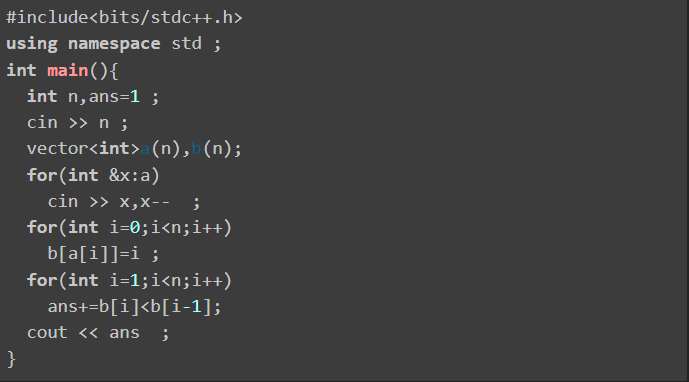 #include<bits/stdc++.h>
using namespace std ;
int main(){
  int n,ans=1 ;
  cin >> n ;
  vector<int>a(n),b(n);
  for(int &x:a)
    cin >> x,x--  ;
  for(int i=0;i<n;i++)
    b[a[i]]=i ;
  for(int i=1;i<n;i++)
    ans+=b[i]<b[i-1];
  cout << ans  ;
}